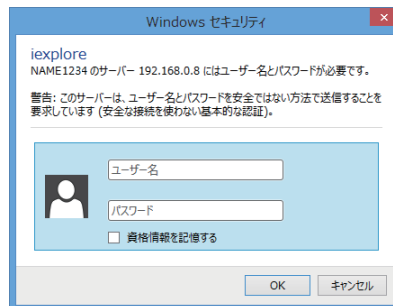 Windows セキュリティ
iexplore
NAME1234 のサーバー 192.168.0.8 にはユーザー名とパスワードが必要です。
警告: このサーバーは、ユーザー名とパスワードを安全ではない方法で送信することを
要求しています (安全な接続を使わない基本的な認証)。
ユーザー名
パスワード
資格情報を記憶する
OK
キャンセル